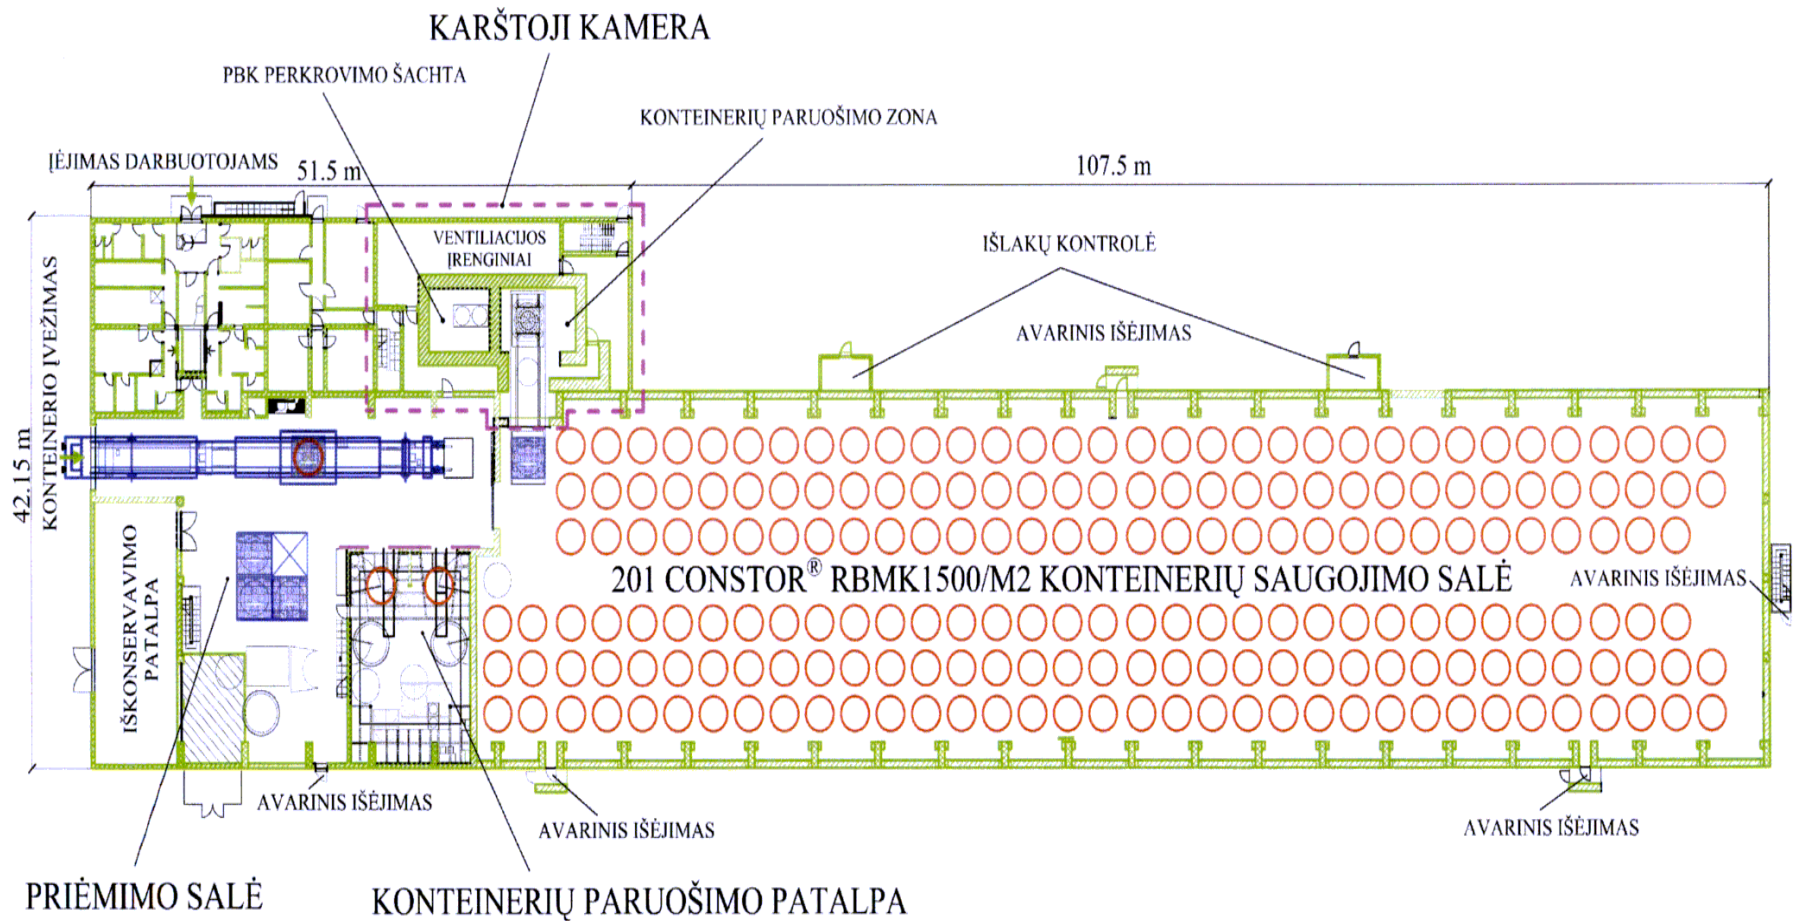 KARŠTOJI KAMERA
PBK PERKROVIMO ŠACHTA
KONTEINERIŲ PARUOŠIMO ZONA
ĮĖJIMAS DARBUOTOJAMS
51.5 m
107.5 m
VENTILIACIJOS
ĮRENGINIAI
IŠLAKŲ KONTROLĖ
AVARINIS IŠĖJIMAS
42.15 m
KONTEINERIO ĮVEŽIMAS
IŠKONSERVAVIMO
PATALPA
201 CONSTOR® RBMK1500/M2 KONTEINERIŲ SAUGOJIMO SALĖ
AVARINIS IŠĖJIMAS
AVARINIS IŠĖJIMAS
AVARINIS IŠĖJIMAS
AVARINIS IŠĖJIMAS
PRIĖMIMO SALĖ
KONTEINERIŲ PARUOŠIMO PATALPA